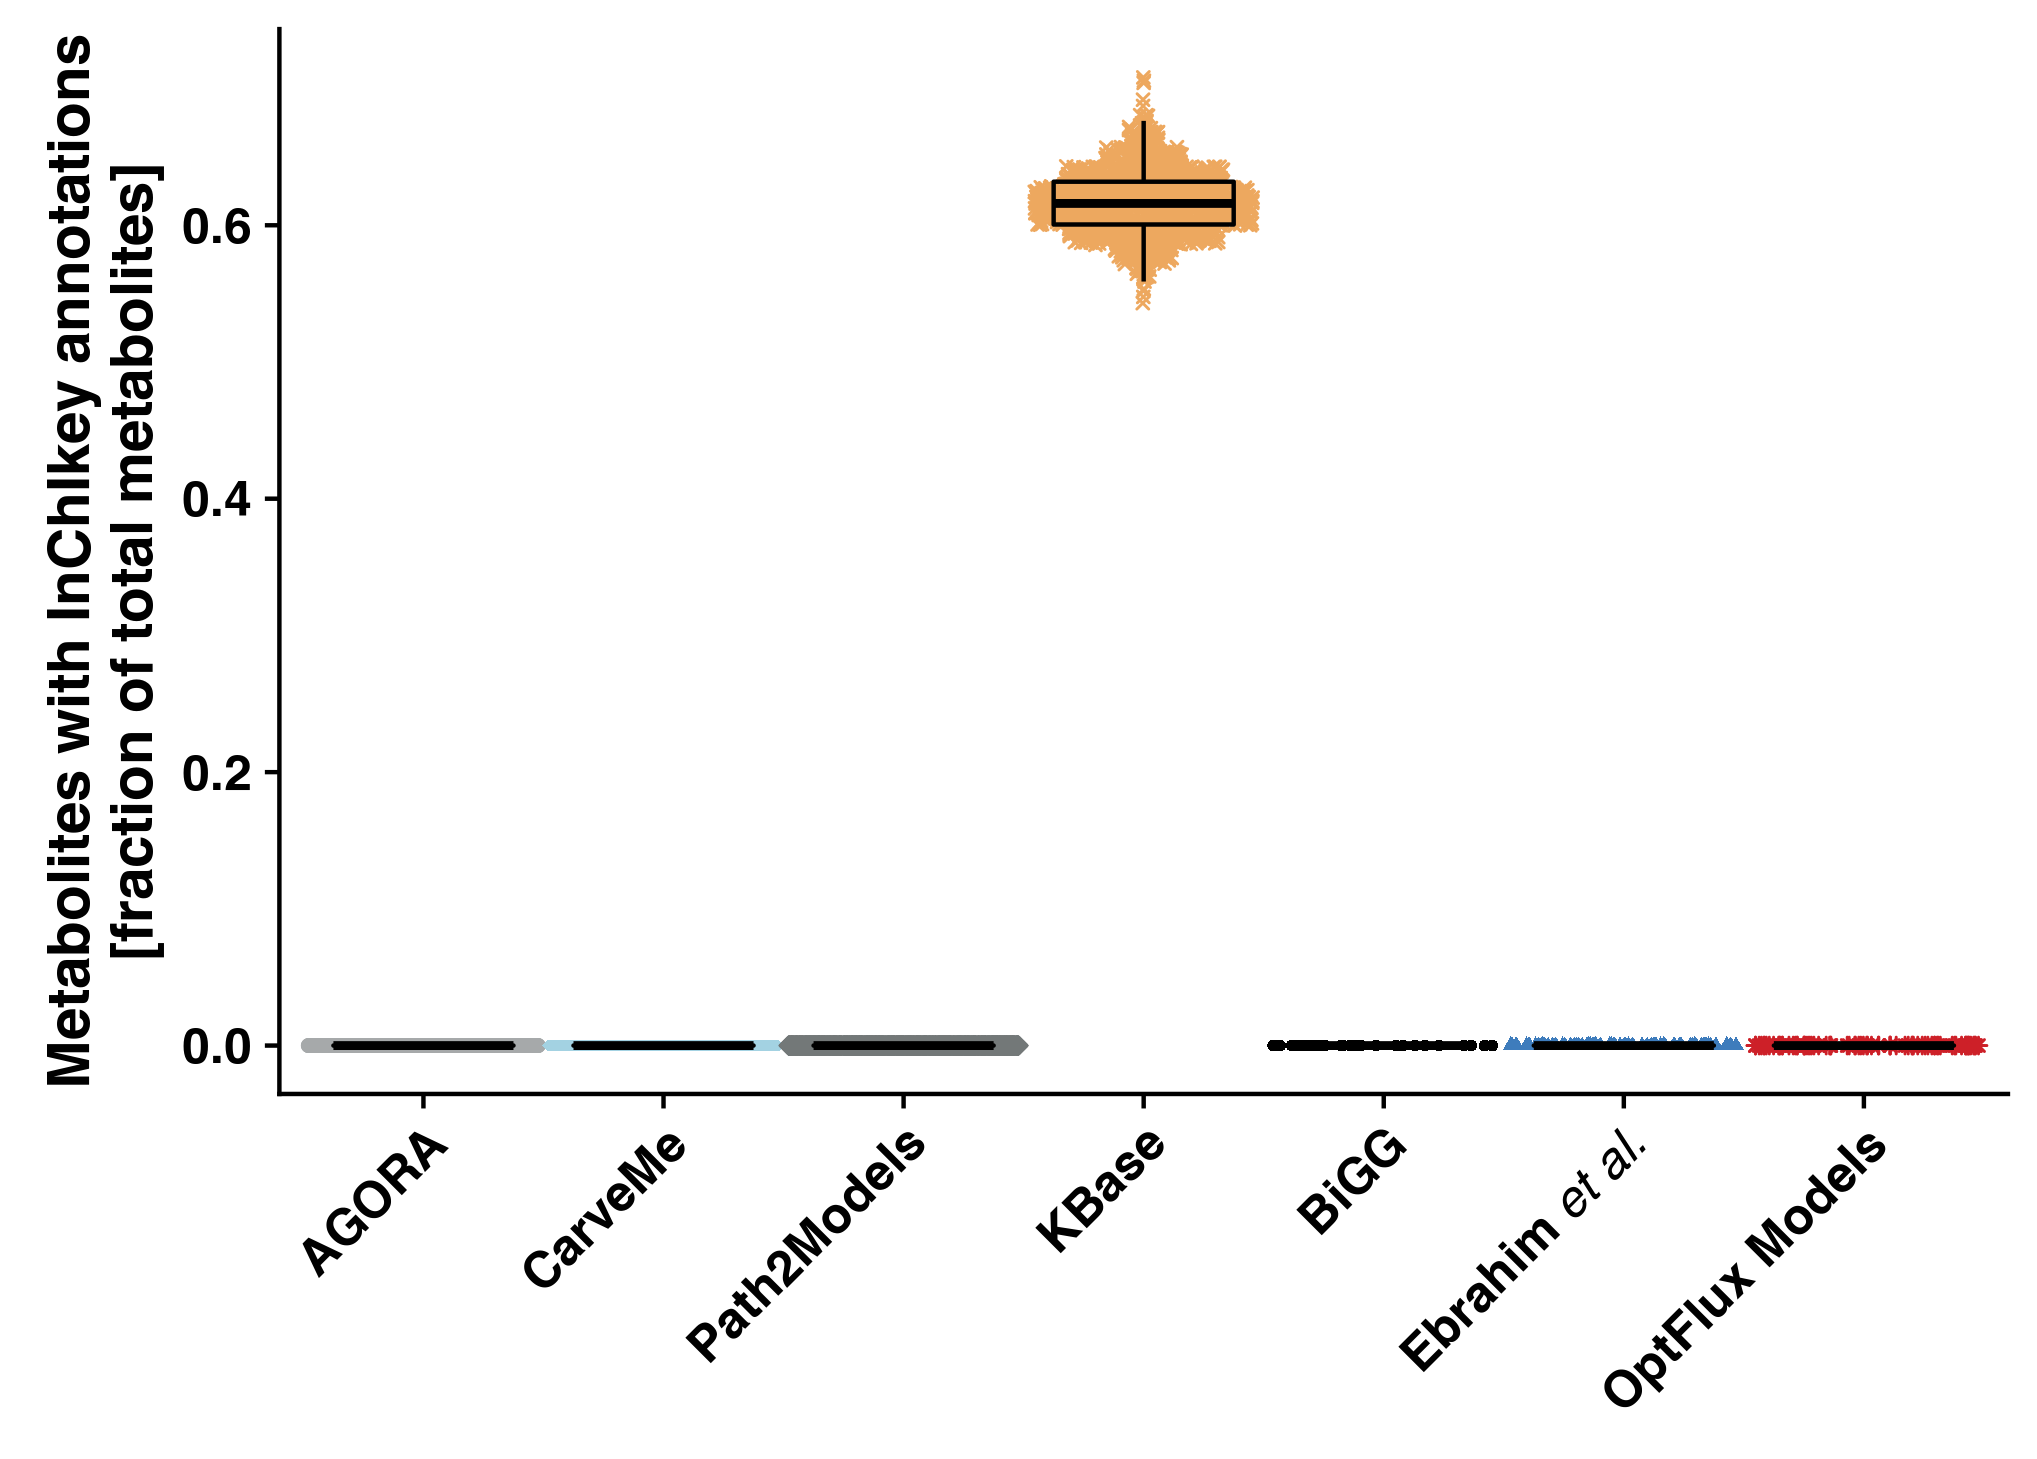 Metabolites with InChIkey annotations
[fraction of total metabolites]
0.6
0.4
0.2
0.0
AGORA
CarveMe
Path2Models
KBase
BiGG
Ebrahim et al.
OptFlux Models